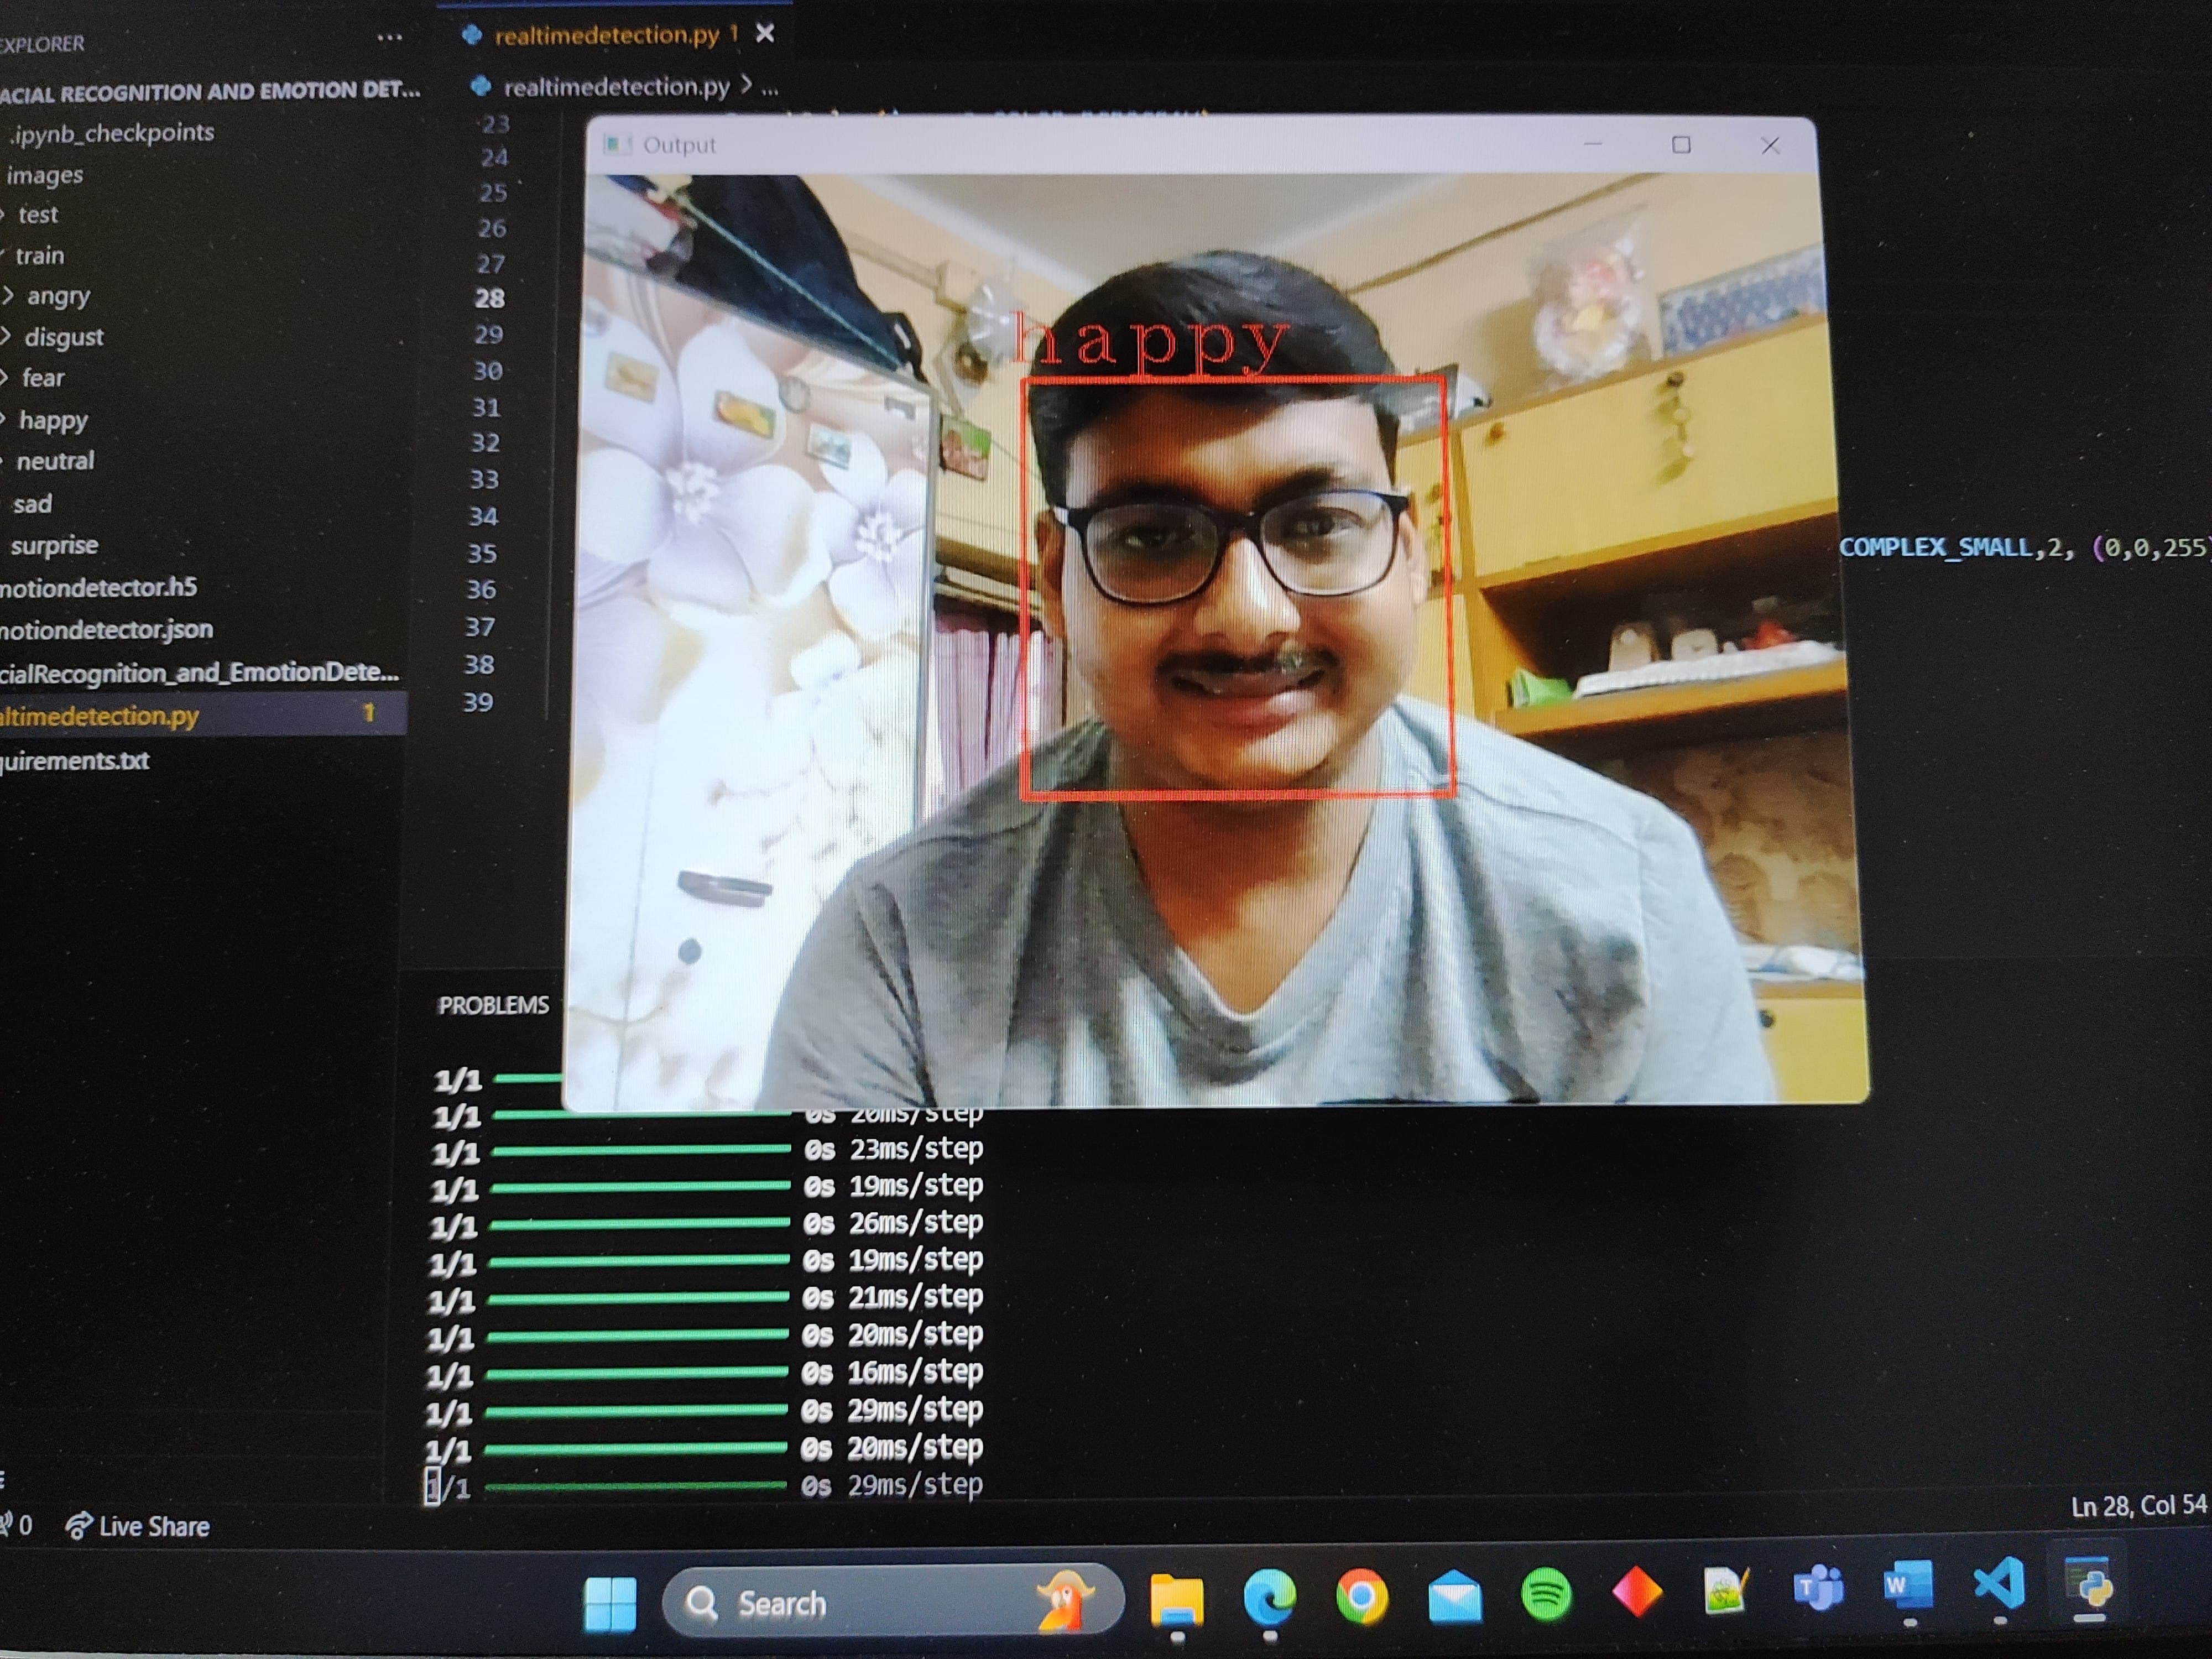 EXPLORER
...
ACIAL RECOGNITION AND EMOTION DET...
.ipynb_checkpoints
images
test
train
angry
disgust
fear
happy
neutral
sad
surprise
motiondetector.h5
motiondetector.json
cialRecognition_and_EmotionDete...
altimedetection.py 1
quirements.txt
realtimedetection.py 1
realtimedetection.py > ...
23
24
25
26
27
28
29
30
31
32
33
34
35
36
37
38
39
Output
happy
COMPLEX_SMALL,2, (0,0,255)
PROBLEMS
1/1
1/1 0s 20ms/step
1/1 0s 23ms/step
1/1 0s 19ms/step
1/1 0s 26ms/step
1/1 0s 19ms/step
1/1 0s 21ms/step
1/1 0s 20ms/step
1/1 0s 16ms/step
1/1 0s 29ms/step
1/1 0s 20ms/step
1/1 0s 29ms/step
0 Live Share
Ln 28, Col 54
Search